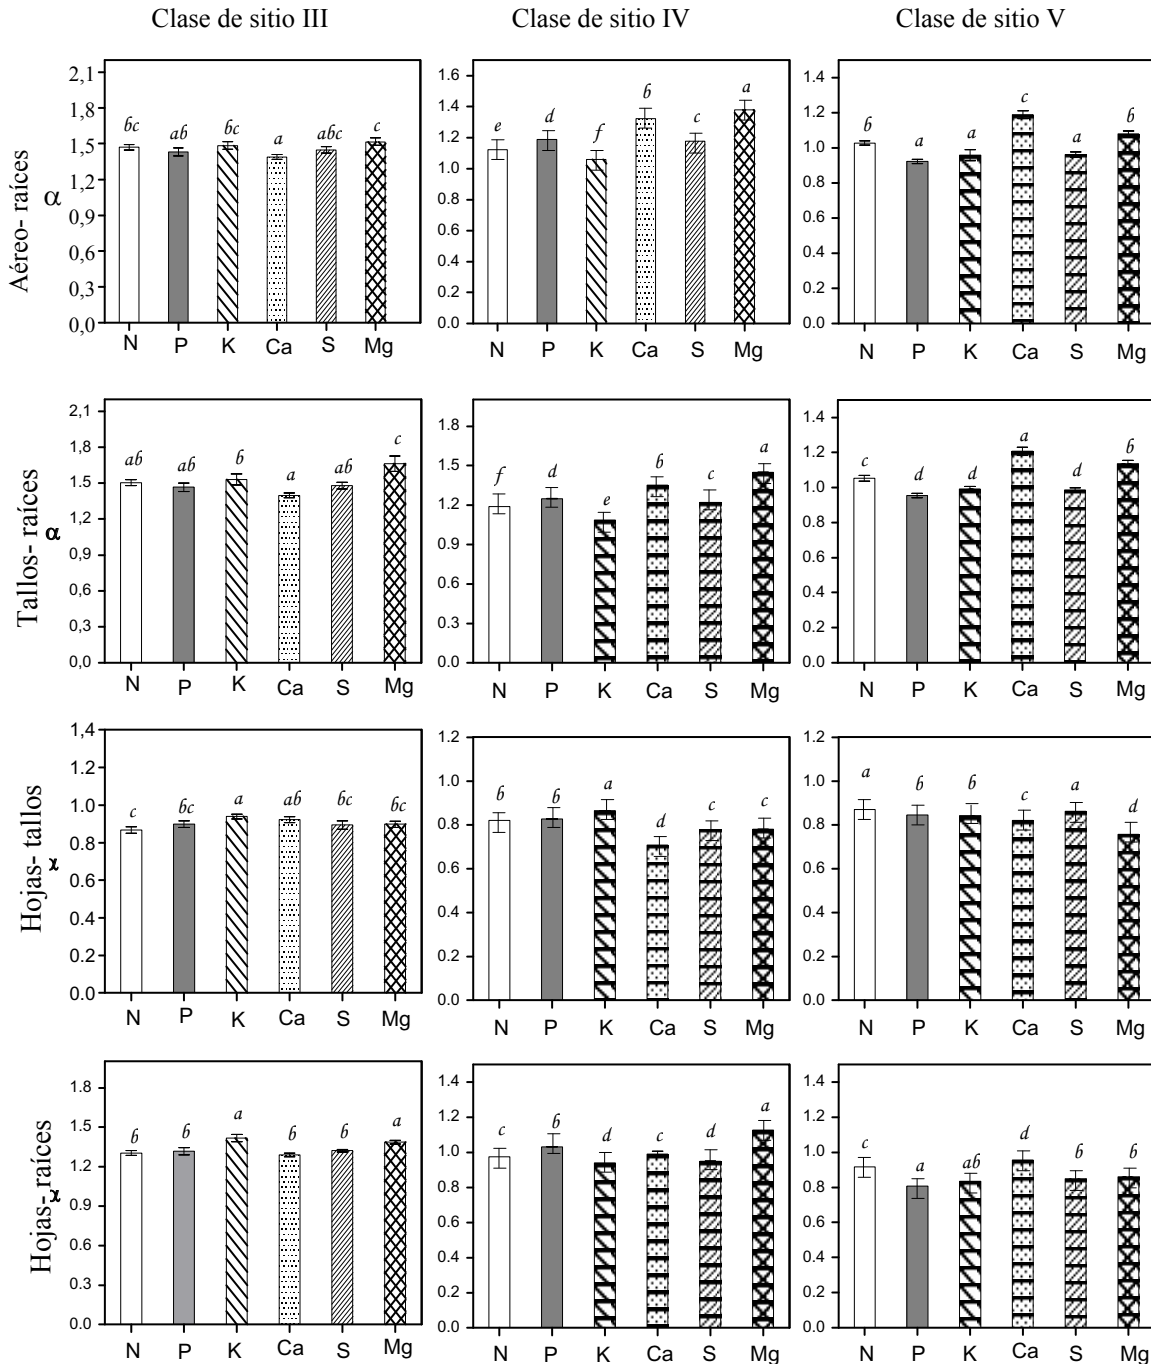 Clase de sitio III Clase de sitio IV Clase de sitio V
Aéreo- raíces
α
2,1
1,8
1,5
1,2
0,9
0,6
0,3
0,0
bc ab bc a abc c
N P K Ca S Mg
1.6
1.4
1.2
1.0
0.8
0.6
0.4
0.2
0.0
e d f b c a
N P K Ca S Mg
1.4
1.2
1.0
0.8
0.6
0.4
0.2
0.0
b a a c a b
N P K Ca S Mg
Tallos- raíces
α
2,1
1.8
1.5
1.2
0.9
0.6
0.3
0,0
ab ab b a ab c
N P K Ca S Mg
1.8
1.5
1.2
0.9
0.6
0.3
0.0
f d e b c a
N P K Ca S Mg
1.4
1.2
1.0
0.8
0.6
0.4
0.2
0.0
c d d a d b
N P K Ca S Mg
Hojas- tallos
χ
1,4
1,2
1.0
0.8
0.6
0.4
0.2
0.0
c bc a ab bc bc
N P K Ca S Mg
1.2
1.0
0.8
0.6
0.4
0.2
0.0
b b a c c c
N P K Ca S Mg
1.2
1.0
0.8
0.6
0.4
0.2
0.0
a b b c a d
N P K Ca S Mg
Hojas- raíces
χ
1.8
1.5
1.2
0.9
0.6
0.3
0.0
b b a b b a
N P K Ca S Mg
1.4
1.2
1.0
0.8
0.6
0.4
0.2
0.0
c b d c d a
N P K Ca S Mg
1.4
1.2
1.0
0.8
0.6
0.4
0.2
0.0
c a ab d b b
N P K Ca S Mg